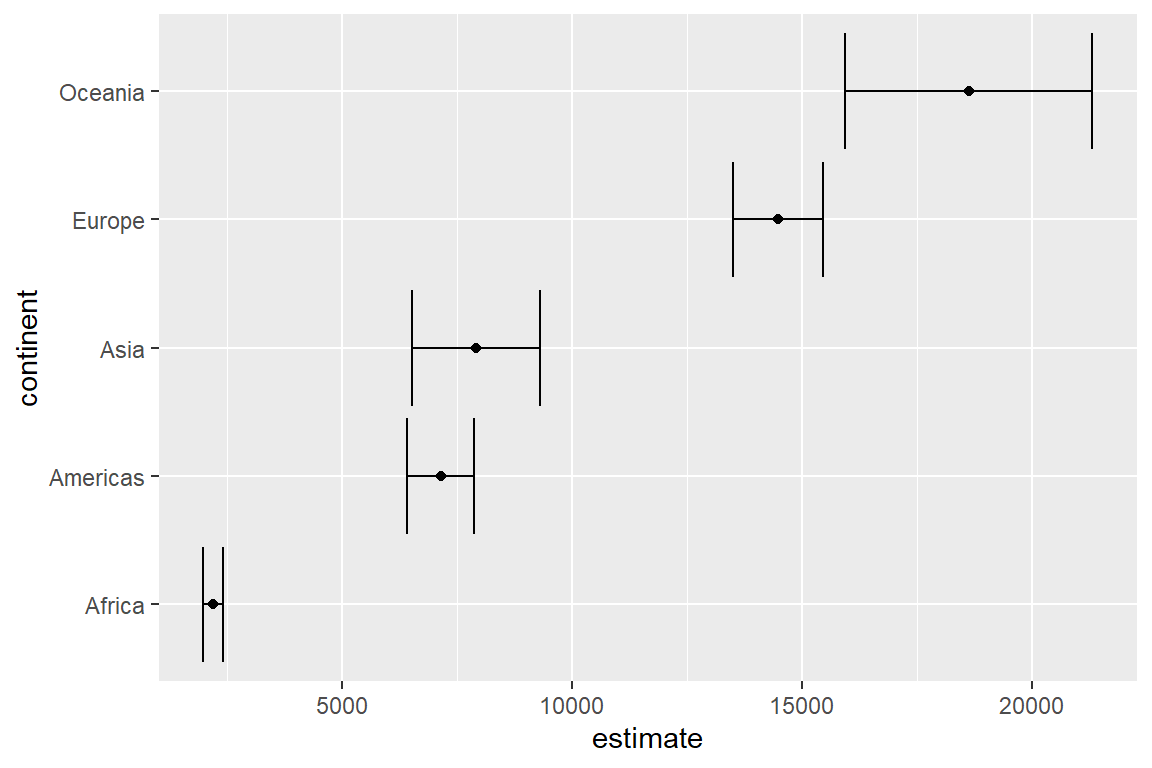 Oceania
Europe
Asia
Americas
Africa
continent
5000 10000 15000 20000
estimate